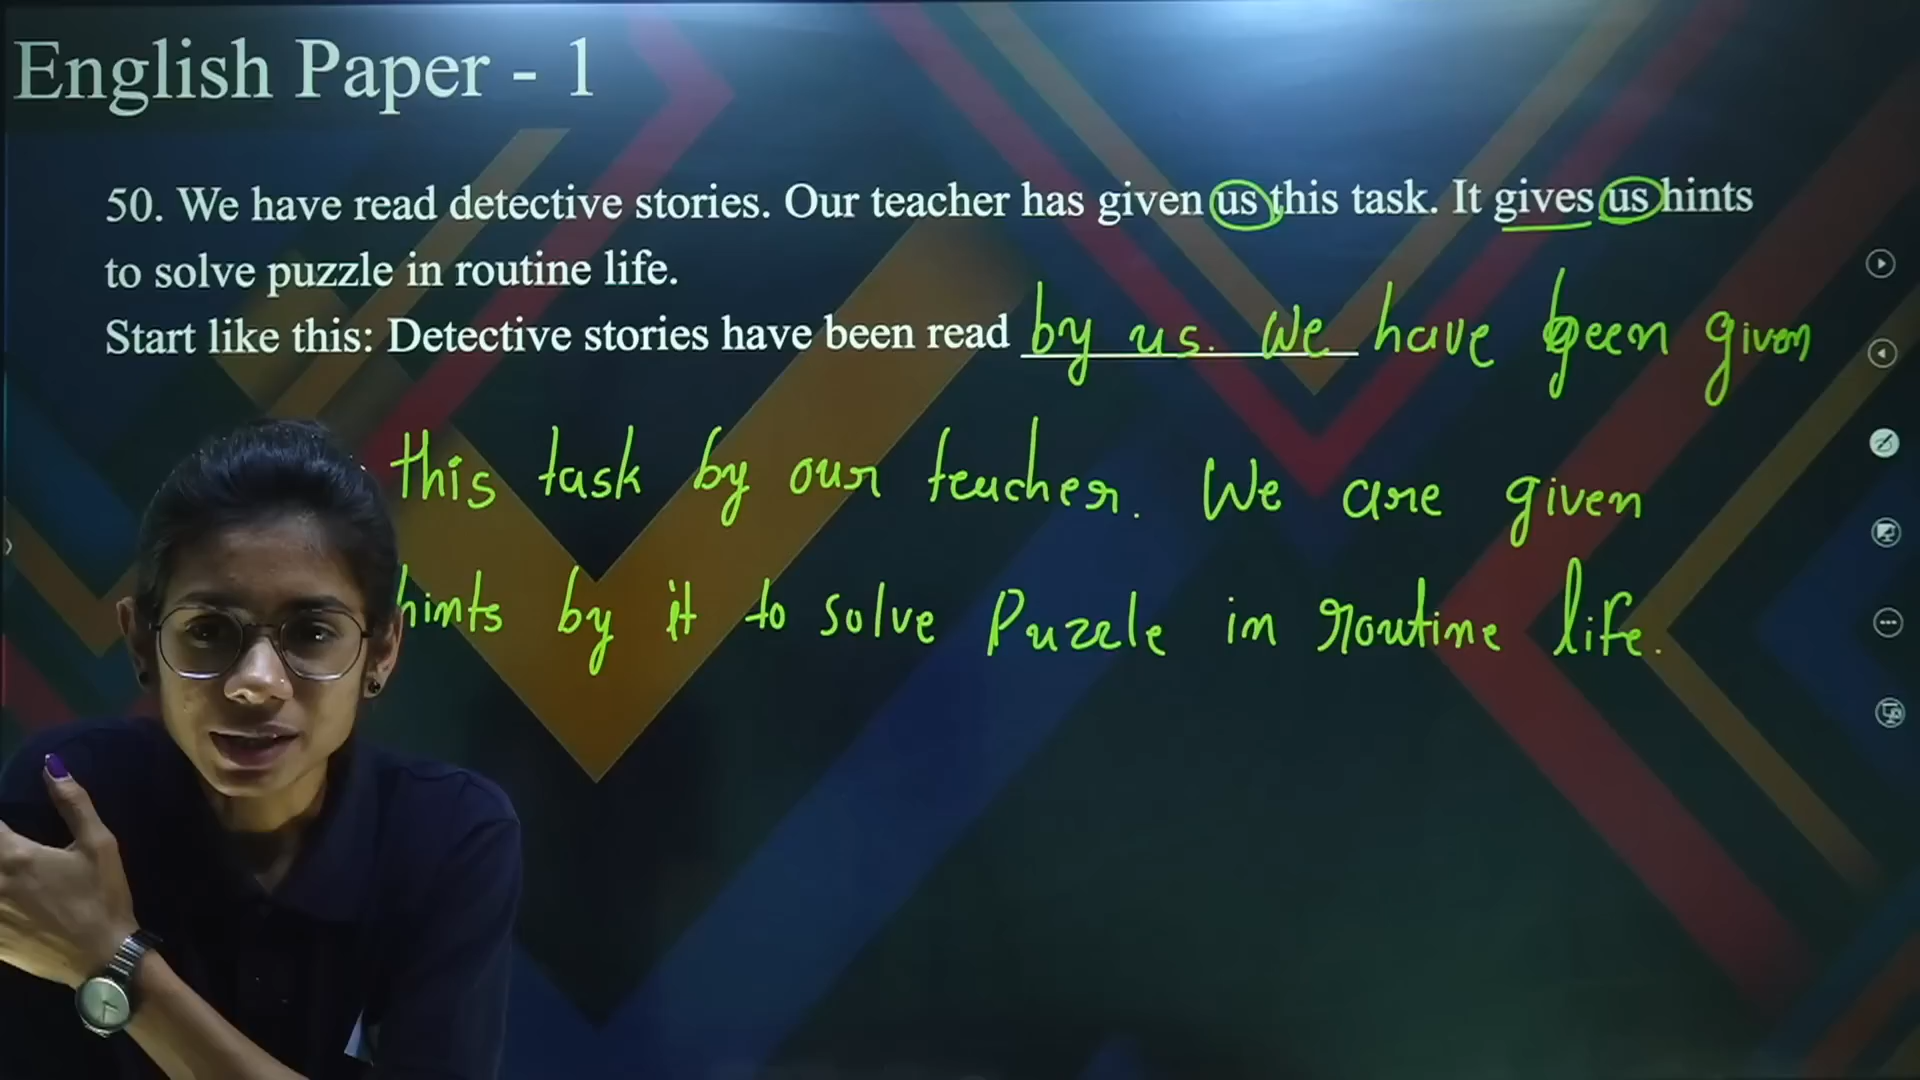 English Paper - 1
50. We have read detective stories. Our teacher has given us this task. It gives us hints
to solve puzzle in routine life.
Start like this: Detective stories have been read by us. We have been given
this task by our teacher. We are given
hints by it to solve Puzzle in routine life.